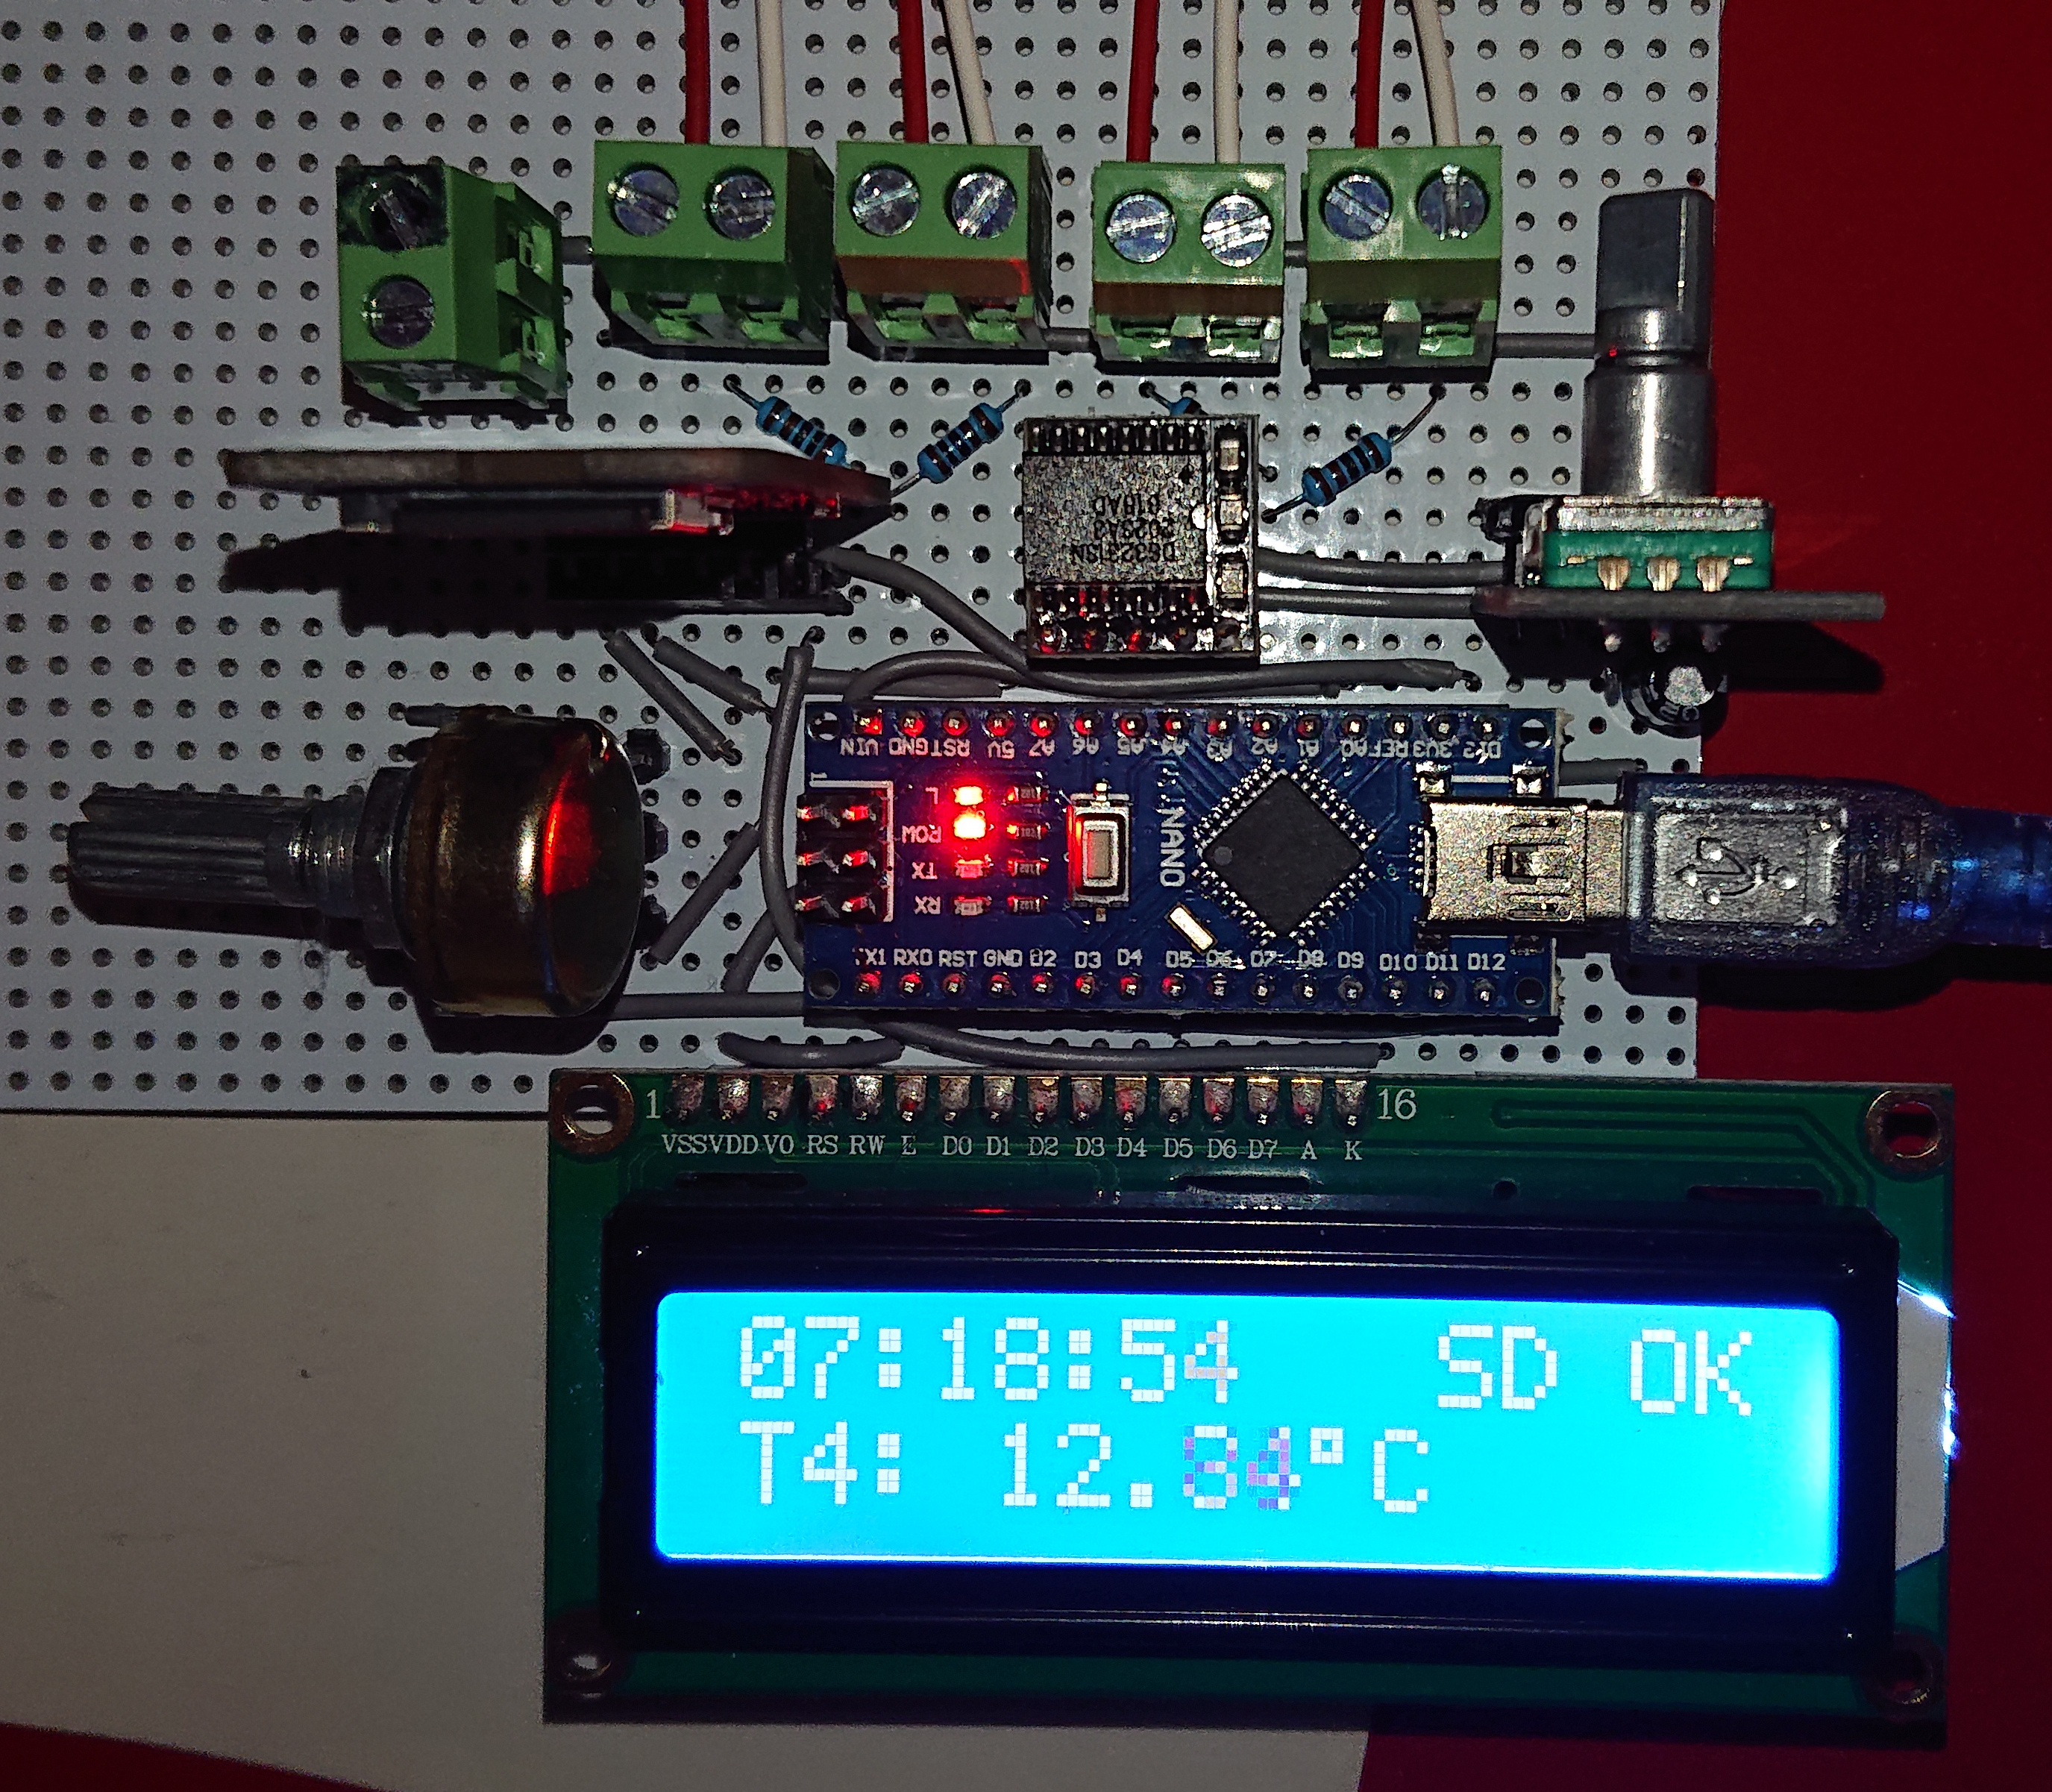 DS3231SN
618AD
VIN GND RST 5V A7 A6 A5 A4 A3 A2 A1 A0 REF 3V3 D13
1
L
POW
TX
RX
NANO
TX1 RX0 RST GND D2 D3 D4 D5 D6 D7 D8 D9 D10 D11 D12
1 16
VSS VDD V0 RS RW E D0 D1 D2 D3 D4 D5 D6 D7 A K
07:18:54 SD OK
T4: 12.84°C